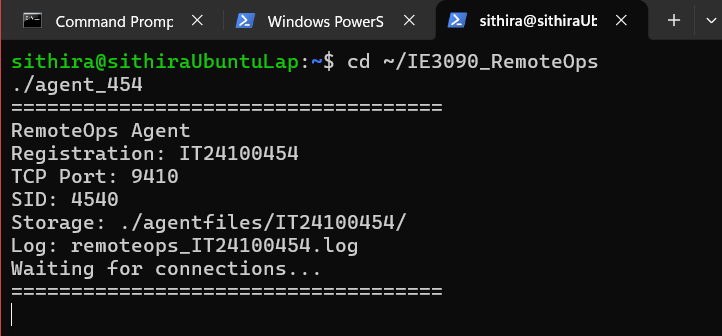 Command Promp
Windows PowerS
sithira@sithiraUb
sithira@sithiraUbuntuLap:~$ cd ~/IE3090_RemoteOps
./agent_454
====================================
RemoteOps Agent
Registration: IT24100454
TCP Port: 9410
SID: 4540
Storage: ./agentfiles/IT24100454/
Log: remoteops_IT24100454.log
Waiting for connections...
====================================